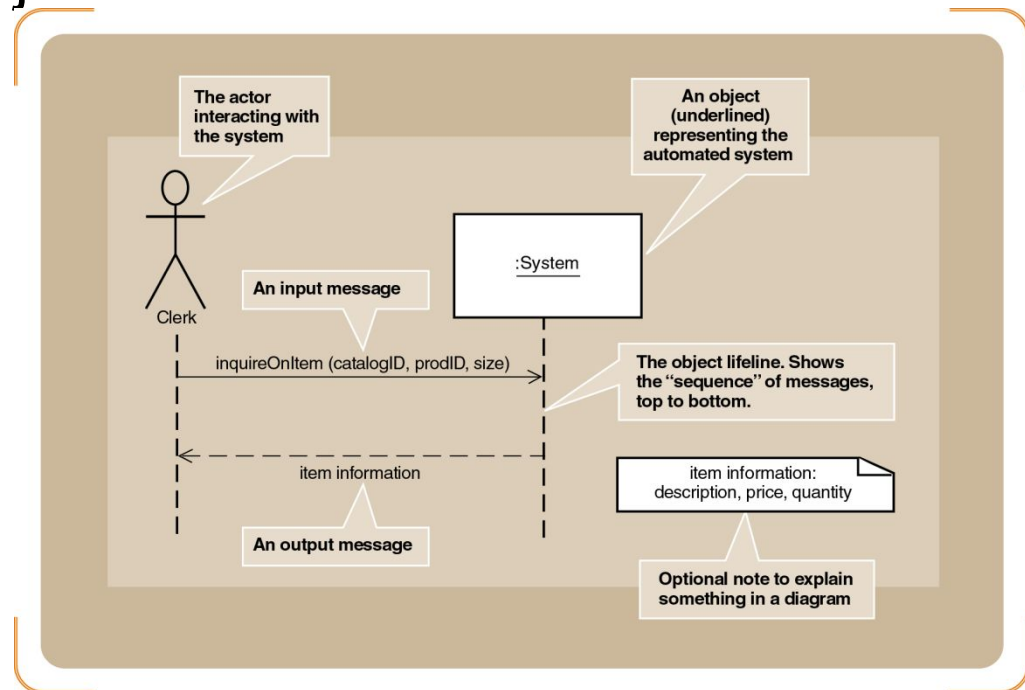 The actor
interacting with
the system
An object
(underlined)
representing the
automated system
:System
An input message
Clerk
inquireOnItem (catalogID, prodID, size)
The object lifeline. Shows
the “sequence” of messages,
top to bottom.
item information
item information:
description, price, quantity
An output message
Optional note to explain
something in a diagram